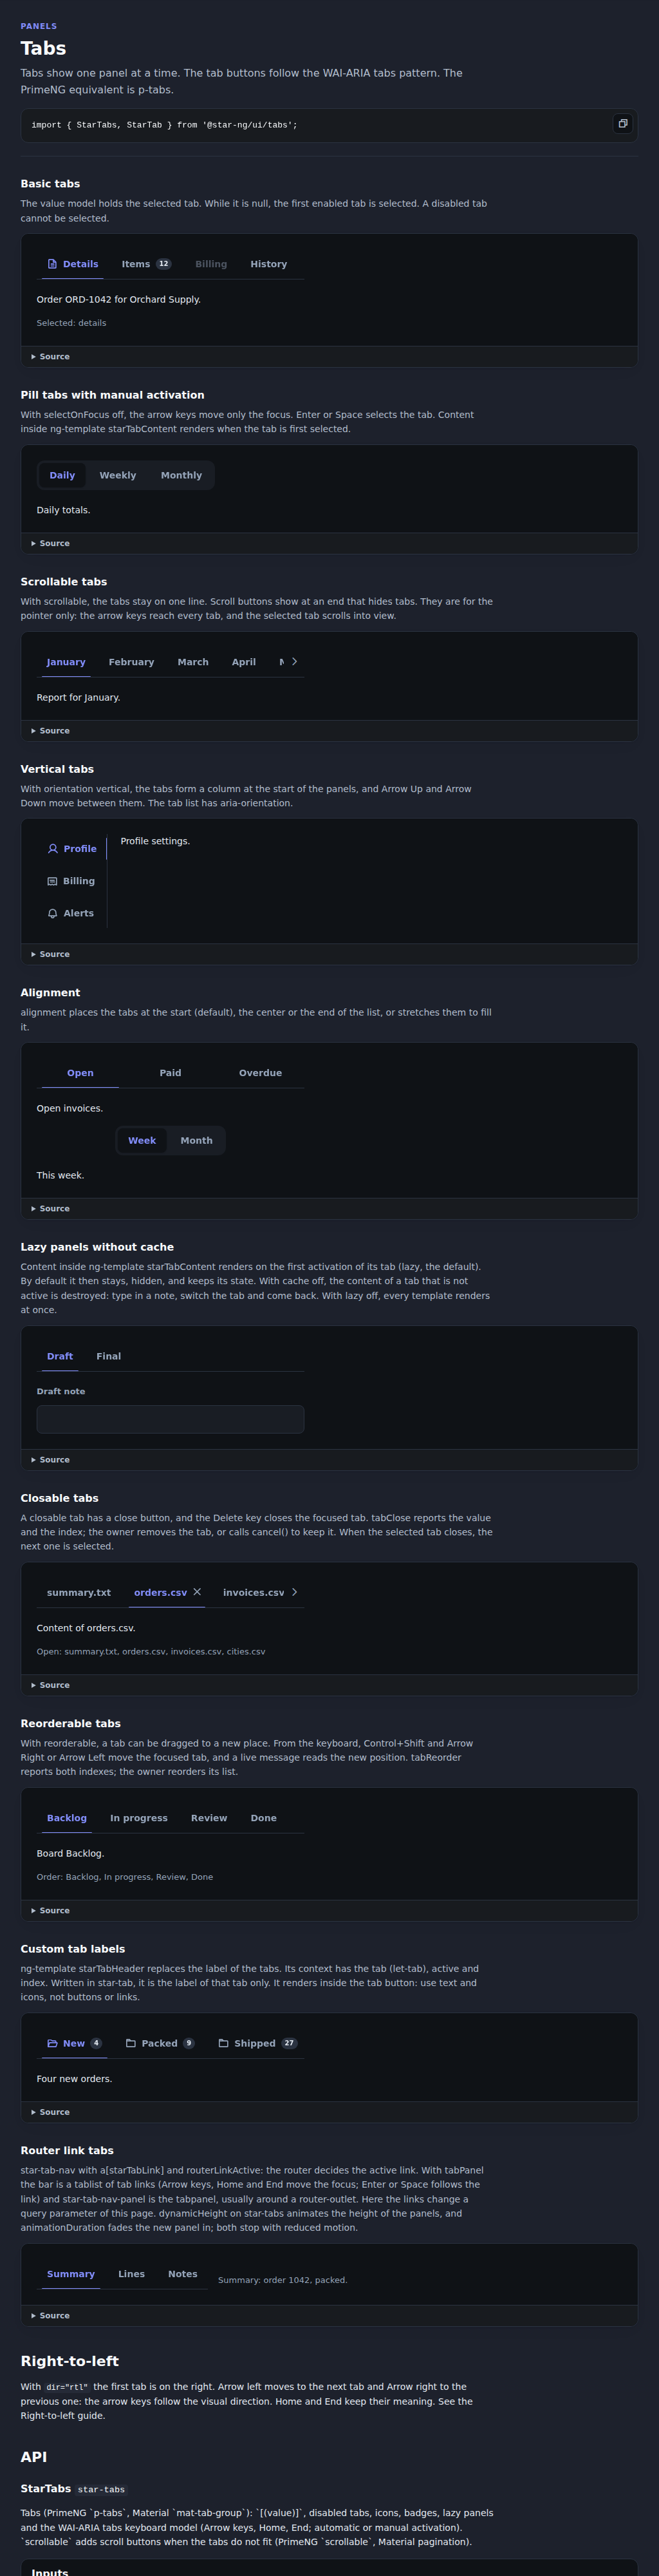 PANELS
Tabs
Tabs show one panel at a time. The tab buttons follow the WAI-ARIA tabs pattern. The
PrimeNG equivalent is p-tabs.
import { StarTabs, StarTab } from '@star-ng/ui/tabs';
Basic tabs
The value model holds the selected tab. While it is null, the first enabled tab is selected. A disabled tab
cannot be selected.
Details Items 12 Billing History
Order ORD-1042 for Orchard Supply.
Selected: details
Source
Pill tabs with manual activation
With selectOnFocus off, the arrow keys move only the focus. Enter or Space selects the tab. Content
inside ng-template starTabContent renders when the tab is first selected.
Daily Weekly Monthly
Daily totals.
Source
Scrollable tabs
With scrollable, the tabs stay on one line. Scroll buttons show at an end that hides tabs. They are for the
pointer only: the arrow keys reach every tab, and the selected tab scrolls into view.
January February March April
Report for January.
Source
Vertical tabs
With orientation vertical, the tabs form a column at the start of the panels, and Arrow Up and Arrow
Down move between them. The tab list has aria-orientation.
Profile
Profile settings.
Billing
Alerts
Source
Alignment
alignment places the tabs at the start (default), the center or the end of the list, or stretches them to fill
it.
Open Paid Overdue
Open invoices.
Week Month
This week.
Source
Lazy panels without cache
Content inside ng-template starTabContent renders on the first activation of its tab (lazy, the default).
By default it then stays, hidden, and keeps its state. With cache off, the content of a tab that is not
active is destroyed: type in a note, switch the tab and come back. With lazy off, every template renders
at once.
Draft Final
Draft note
Source
Closable tabs
A closable tab has a close button, and the Delete key closes the focused tab. tabClose reports the value
and the index; the owner removes the tab, or calls cancel() to keep it. When the selected tab closes, the
next one is selected.
summary.txt orders.csv invoices.csv
Content of orders.csv.
Open: summary.txt, orders.csv, invoices.csv, cities.csv
Source
Reorderable tabs
With reorderable, a tab can be dragged to a new place. From the keyboard, Control+Shift and Arrow
Right or Arrow Left move the focused tab, and a live message reads the new position. tabReorder
reports both indexes; the owner reorders its list.
Backlog In progress Review Done
Board Backlog.
Order: Backlog, In progress, Review, Done
Source
Custom tab labels
ng-template starTabHeader replaces the label of the tabs. Its context has the tab (let-tab), active and
index. Written in star-tab, it is the label of that tab only. It renders inside the tab button: use text and
icons, not buttons or links.
New 4 Packed 9 Shipped 27
Four new orders.
Source
Router link tabs
star-tab-nav with a[starTabLink] and routerLinkActive: the router decides the active link. With tabPanel
the bar is a tablist of tab links (Arrow keys, Home and End move the focus; Enter or Space follows the
link) and star-tab-nav-panel is the tabpanel, usually around a router-outlet. Here the links change a
query parameter of this page. dynamicHeight on star-tabs animates the height of the panels, and
animationDuration fades the new panel in; both stop with reduced motion.
Summary Lines Notes Summary: order 1042, packed.
Source
Right-to-left
With dir="rtl" the first tab is on the right. Arrow left moves to the next tab and Arrow right to the
previous one: the arrow keys follow the visual direction. Home and End keep their meaning. See the
Right-to-left guide.
API
StarTabs star-tabs
Tabs (PrimeNG `p-tabs`, Material `mat-tab-group`): `[(value)]`, disabled tabs, icons, badges, lazy panels
and the WAI-ARIA tabs keyboard model (Arrow keys, Home, End; automatic or manual activation).
`scrollable` adds scroll buttons when the tabs do not fit (PrimeNG `scrollable`, Material pagination).
Inputs